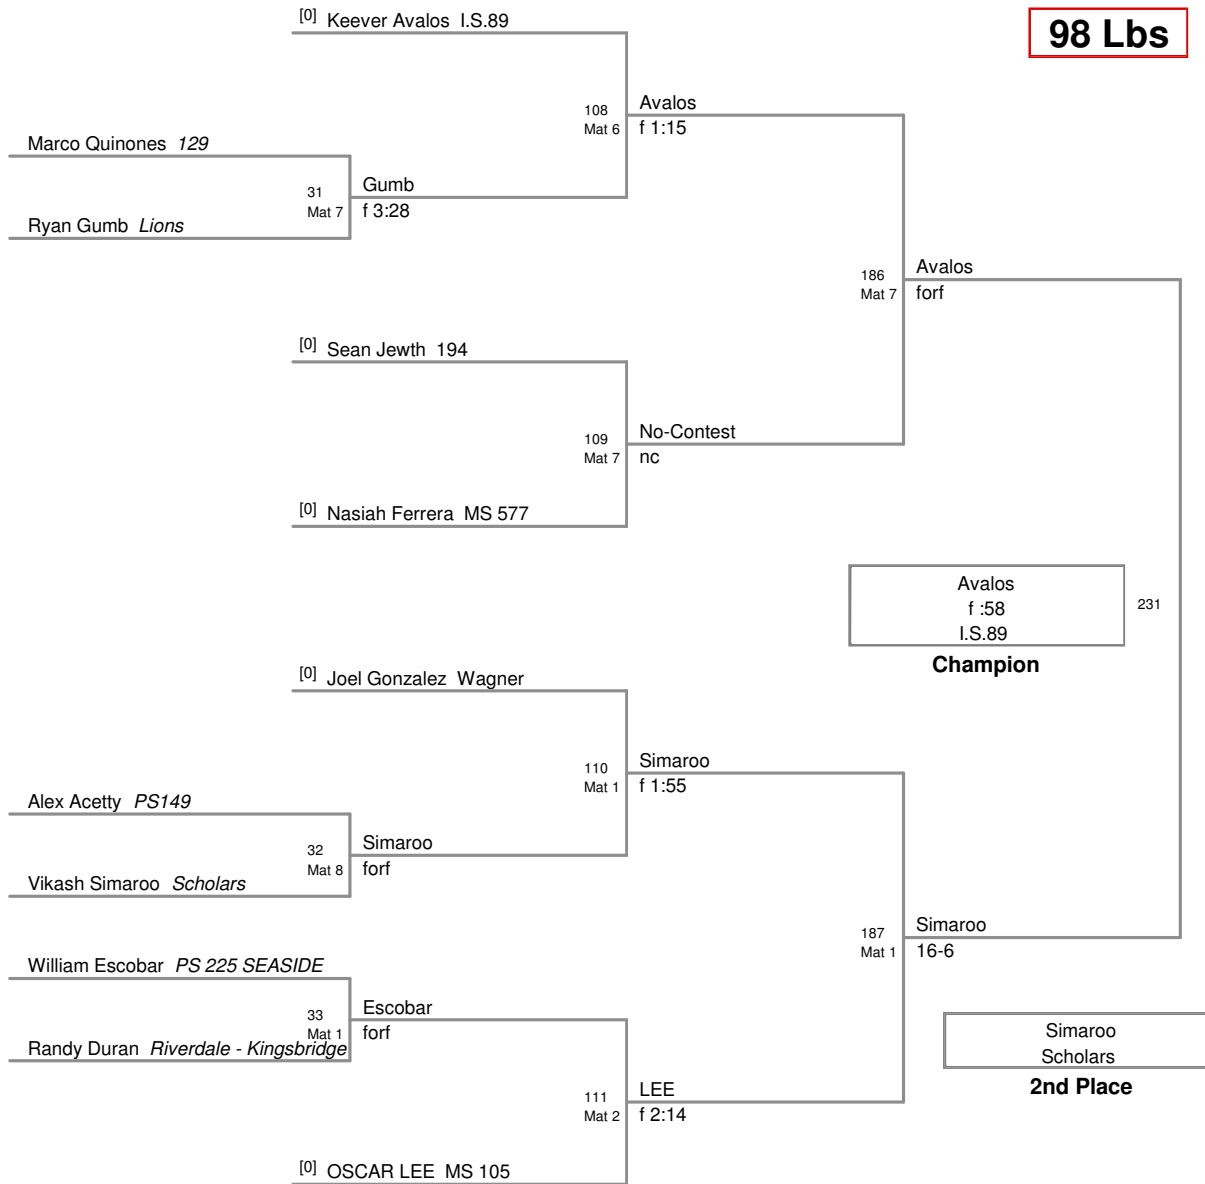 [0] Keever Avalos I.S.89
98 Lbs
108
Mat 6
Avalos
f 1:15
Marco Quinones 129
31
Mat 7
Gumb
f 3:28
Ryan Gumb Lions
186
Mat 7
Avalos
forf
[0] Sean Jewth 194
109
Mat 7
No-Contest
nc
[0] Nasiah Ferrera MS 577
Avalos
f :58
I.S.89
231
Champion
[0] Joel Gonzalez Wagner
110
Mat 1
Simaroo
f 1:55
Alex Acetty PS149
32
Mat 8
Simaroo
forf
Vikash Simaroo Scholars
187
Mat 1
Simaroo
16-6
William Escobar PS 225 SEASIDE
33
Mat 1
Escobar
forf
Randy Duran Riverdale - Kingsbridge
Simaroo
Scholars
2nd Place
111
Mat 2
LEE
f 2:14
[0] OSCAR LEE MS 105